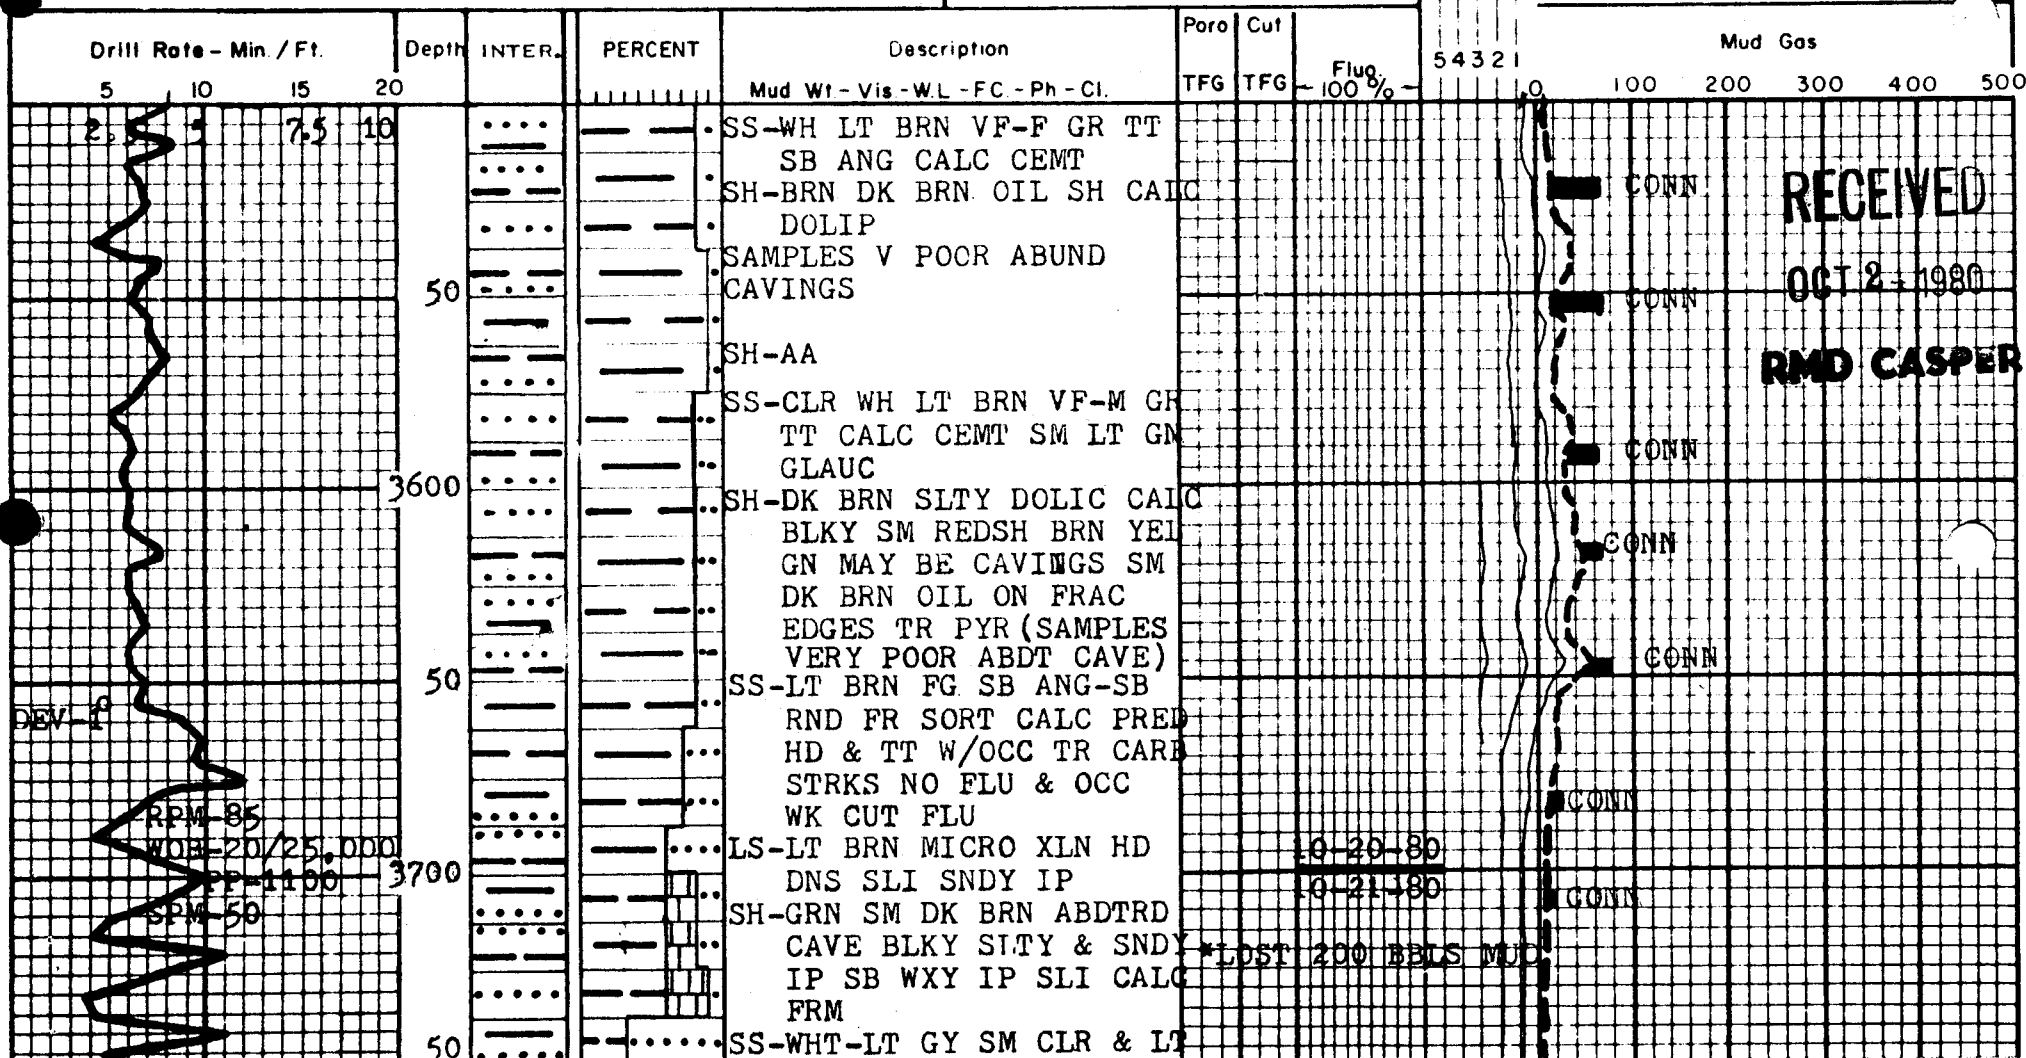 Drill Rate - Min. / Ft.
5 10 15 20
Depth
INTER.
PERCENT
Description
Mud Wt.- Vis.-W.L -F.C.- Ph - Cl.
Poro
TFG
Cut
TFG
Fluo.
100 %
5 4 3 2 1
Mud Gas
0 100 200 300 400 500
2. 7.5 10
SS-WH LT BRN VF-F GR TT
SB ANG CALC CEMT
SH-BRN DK BRN OIL SH CALC
DOLIP
SAMPLES V POOR ABUND
CAVINGS
SH-AA
SS-CLR WH LT BRN VF-M GR
TT CALC CEMT SM LT GN
GLAUC
SH-DK BRN SLTY DOLIC CALC
BLKY SM REDSH BRN YEL
GN MAY BE CAVINGS SM
DK BRN OIL ON FRAC
EDGES TR PYR (SAMPLES
VERY POOR ABDT CAVE)
SS-LT BRN FG SB ANG-SB
RND FR SORT CALC PRED
HD & TT W/OCC TR CARB
STRKS NO FLU & OCC
WK CUT FLU
LS-LT BRN MICRO XLN HD
DNS SLI SNDY IP
SH-GRN SM DK BRN ABDTRD
CAVE BLKY SLTY & SNDY
IP SB WXY IP SLI CALC
FRM
SS-WHT-LT GY SM CLR & LT
50
3600
50
3700
50
DEV-1°
RPM-85
WOB-20/25,000
PP-1100
SPM-50
CONN
CONN
CONN
CONN
CONN
CONN
CONN
10-20-80
10-21-80
*LOST 200 BBLS MUD
RECEIVED
OCT 2 - 1980
RMD CASPER